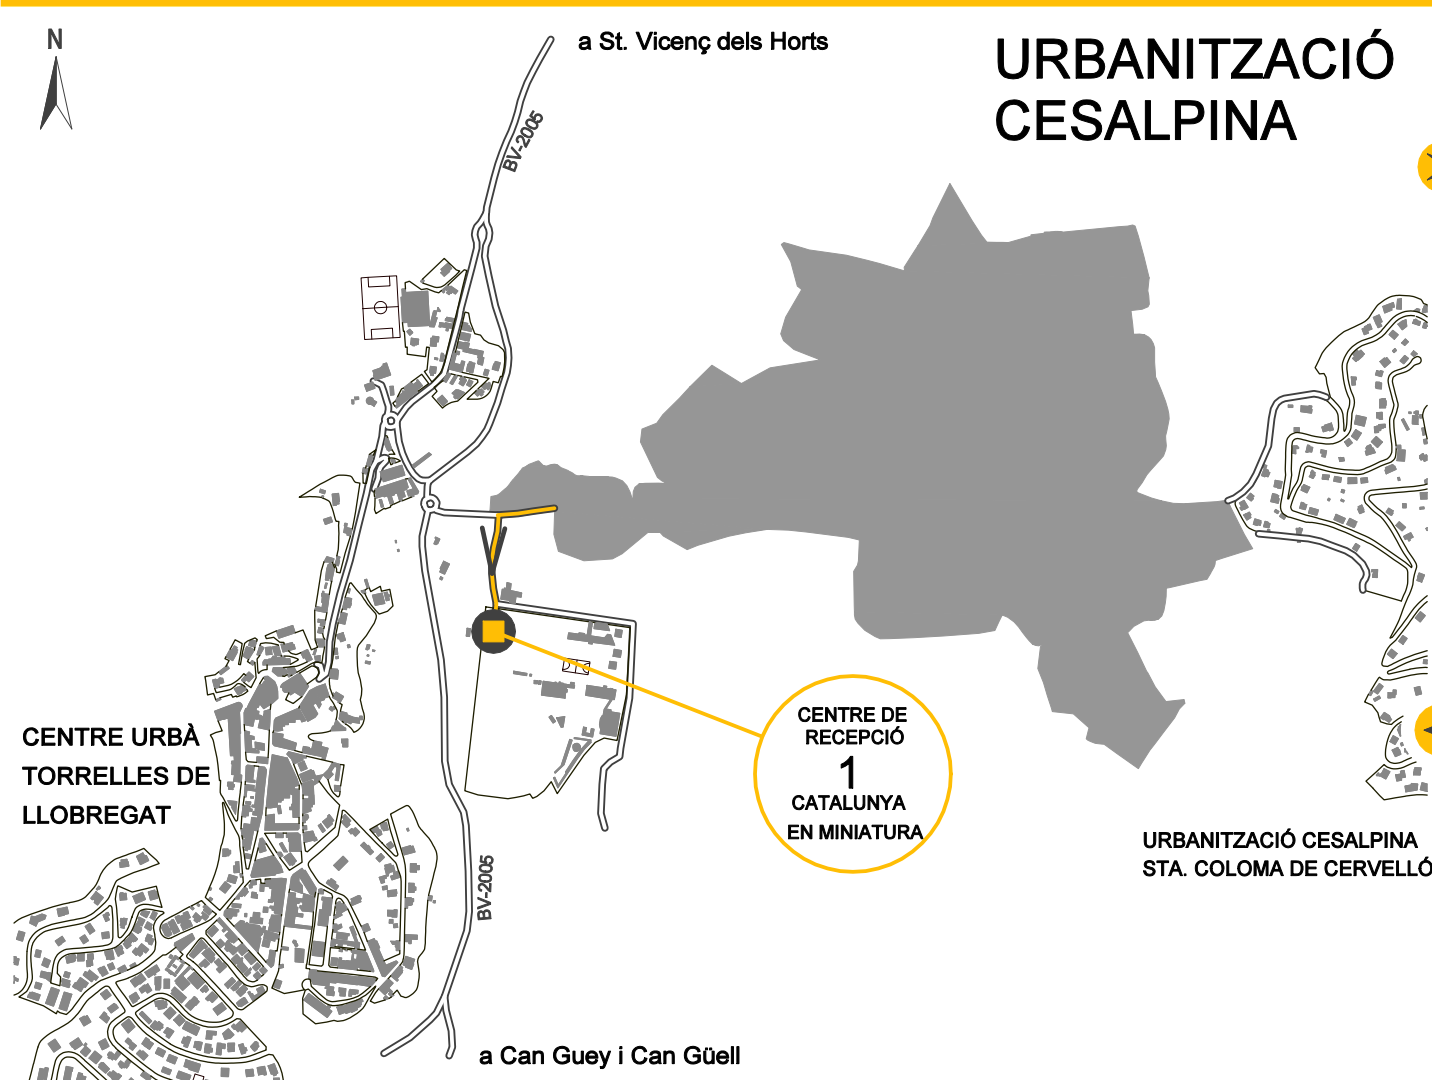 N
a St. Vicenç dels Horts
URBANITZACIÓ
CESALPINA
BV-2005
CENTRE URBÀ
TORRELLES DE
LLOBREGAT
CENTRE DE
RECEPCIÓ
1
CATALUNYA
EN MINIATURA
URBANITZACIÓ CESALPINA
STA. COLOMA DE CERVELLÓ
BV-2005
a Can Guey i Can Güell